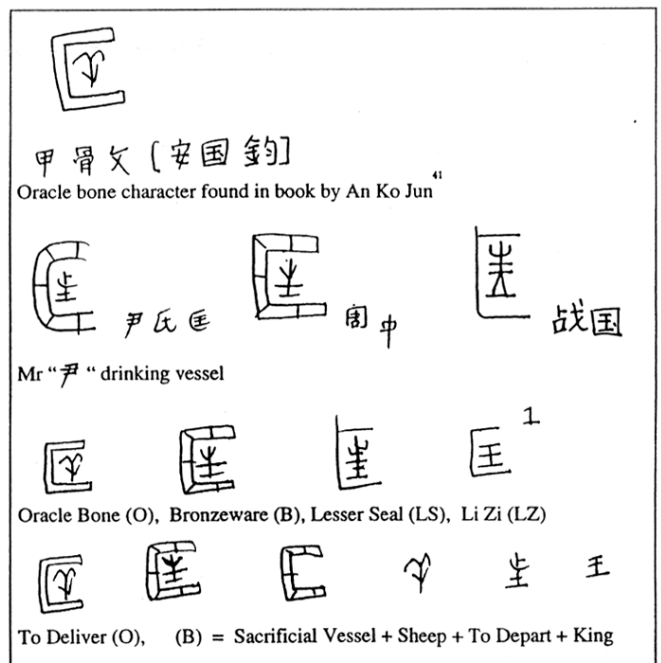 甲骨文 [安国鈞]
Oracle bone character found in book by An Ko Jun 41
尹氏匡 周中 战国
Mr “尹“ drinking vessel
1
Oracle Bone (O), Bronzeware (B), Lesser Seal (LS), Li Zi (LZ)
王
To Deliver (O), (B) = Sacrificial Vessel + Sheep + To Depart + King